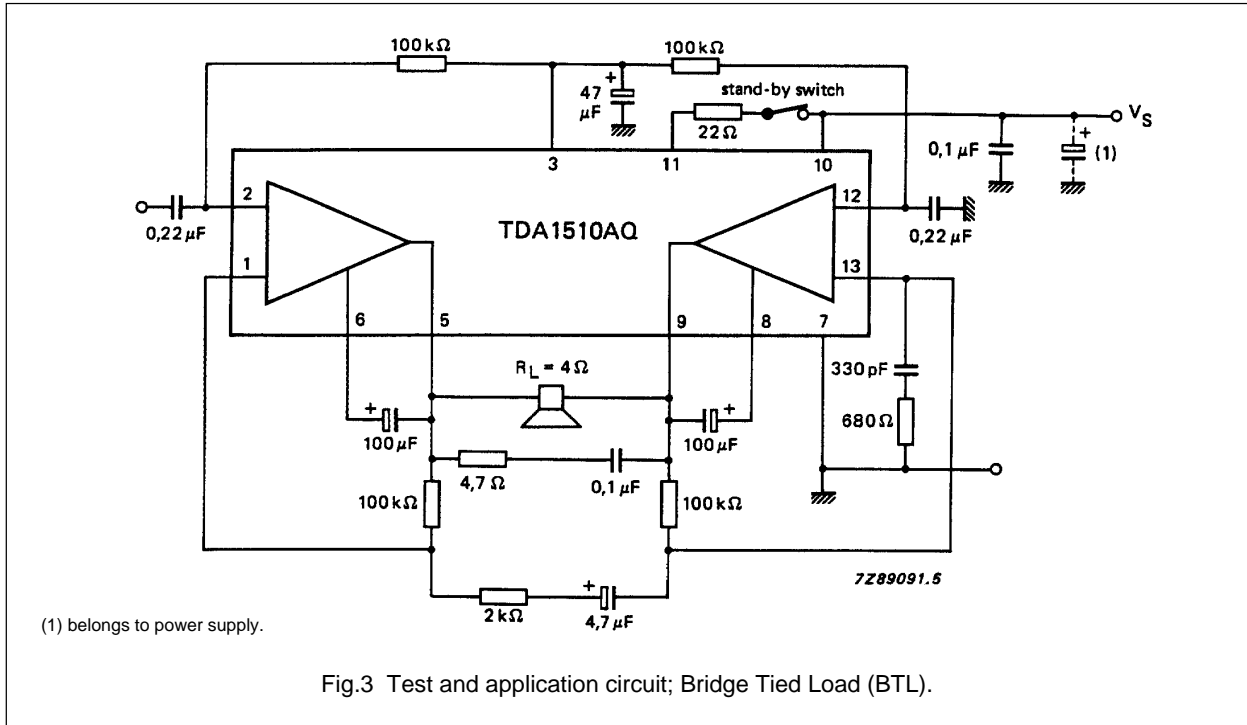 100 kΩ
100 kΩ
+
47
μF
stand-by switch
22 Ω
V_S
0,1 μF
+
(1)
3
11
10
2
12
0,22 μF
TDA1510AQ
0,22 μF
1
13
6
5
9
8
7
R_L = 4 Ω
330 pF
+
100 μF
+
100 μF
680 Ω
4,7 Ω
0,1 μF
100 kΩ
100 kΩ
7Z89091.5
+
2 kΩ
4,7 μF
(1) belongs to power supply.
Fig.3 Test and application circuit; Bridge Tied Load (BTL).